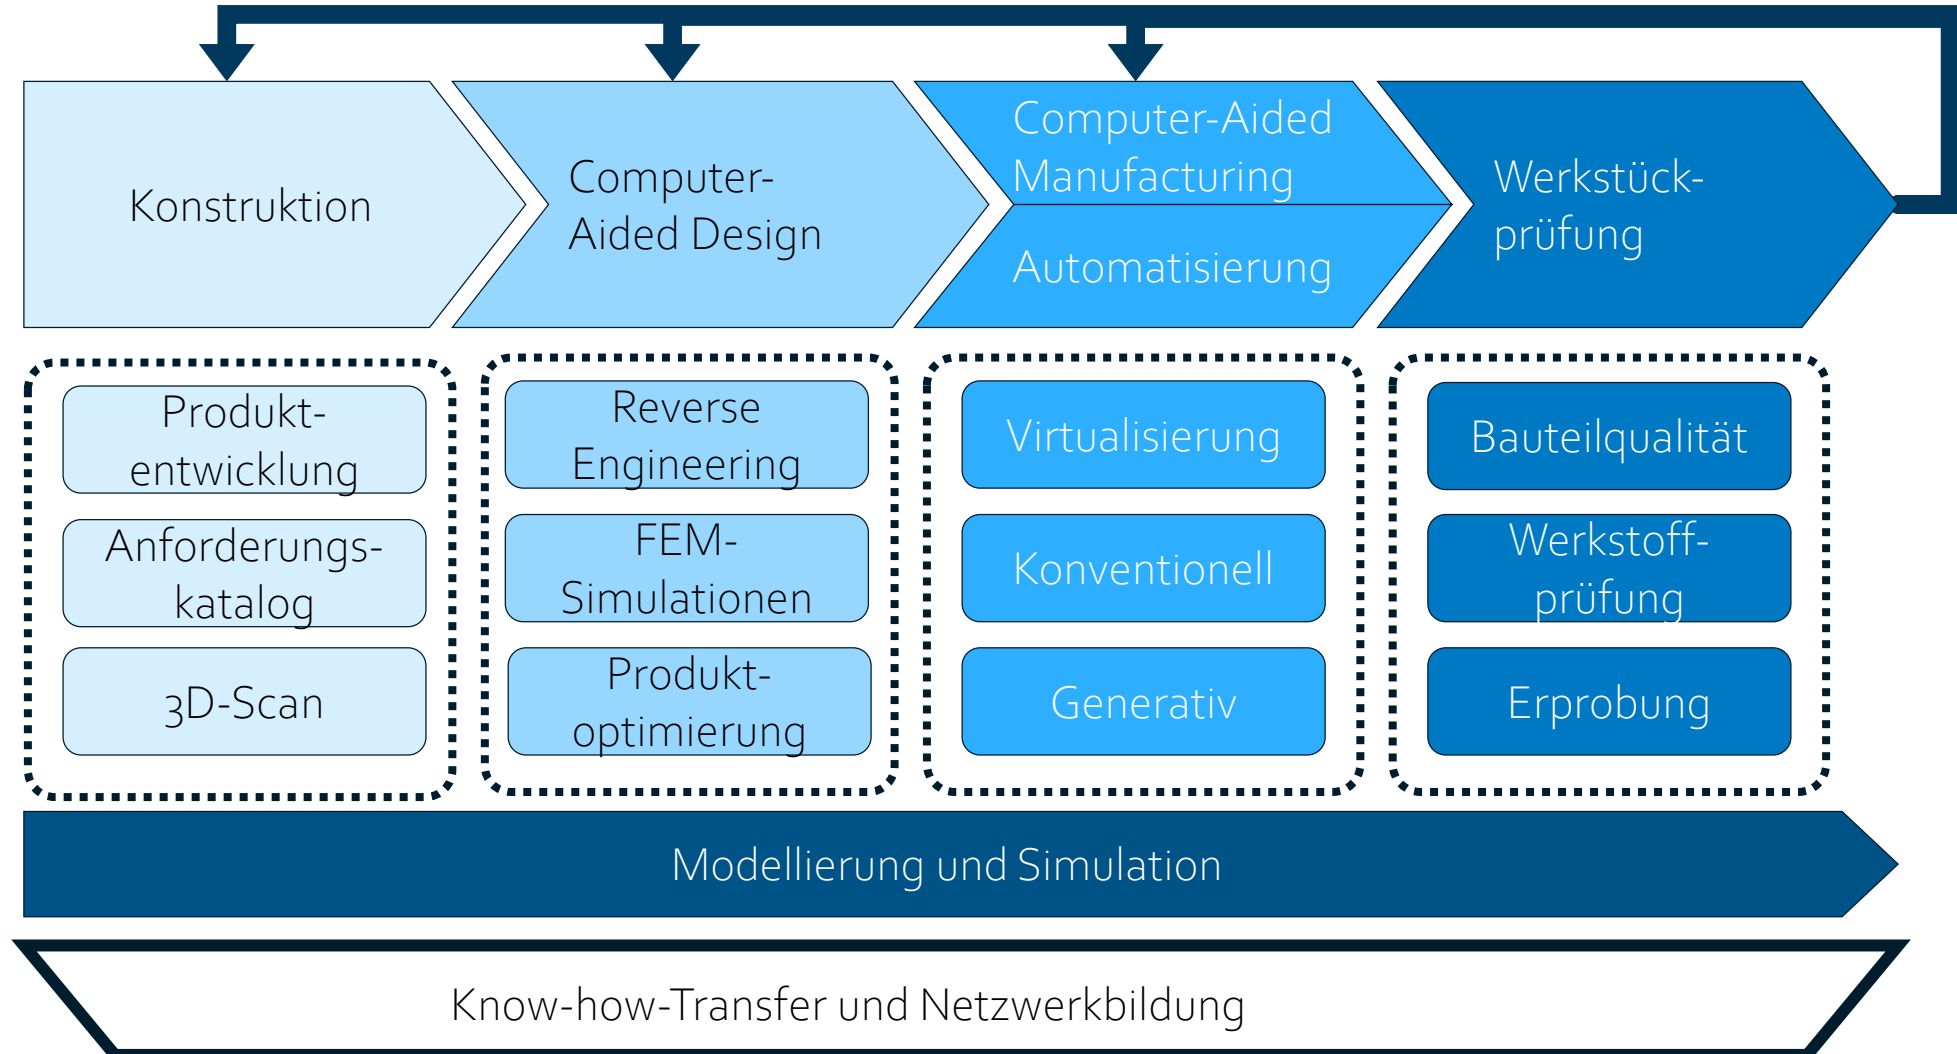 Konstruktion
Computer-
Aided Design
Computer-Aided
Manufacturing
Automatisierung
Werkstück-
prüfung
Produkt-
entwicklung
Anforderungs-
katalog
3D-Scan
Reverse
Engineering
FEM-
Simulationen
Produkt-
optimierung
Virtualisierung
Konventionell
Generativ
Bauteilqualität
Werkstoff-
prüfung
Erprobung
Modellierung und Simulation
Know-how-Transfer und Netzwerkbildung